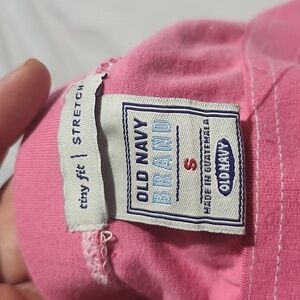 tiny fit | STRETCH
OLD NAVY
BRAND
S
MADE IN GUATEMALA
OLD NAVY